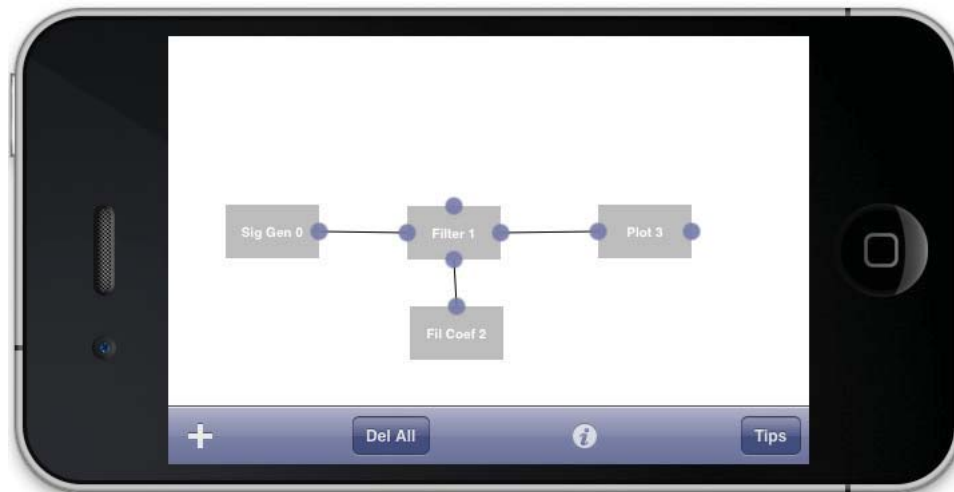 Sig Gen 0
Filter 1
Plot 3
Fil Coef 2
Del All
i
Tips